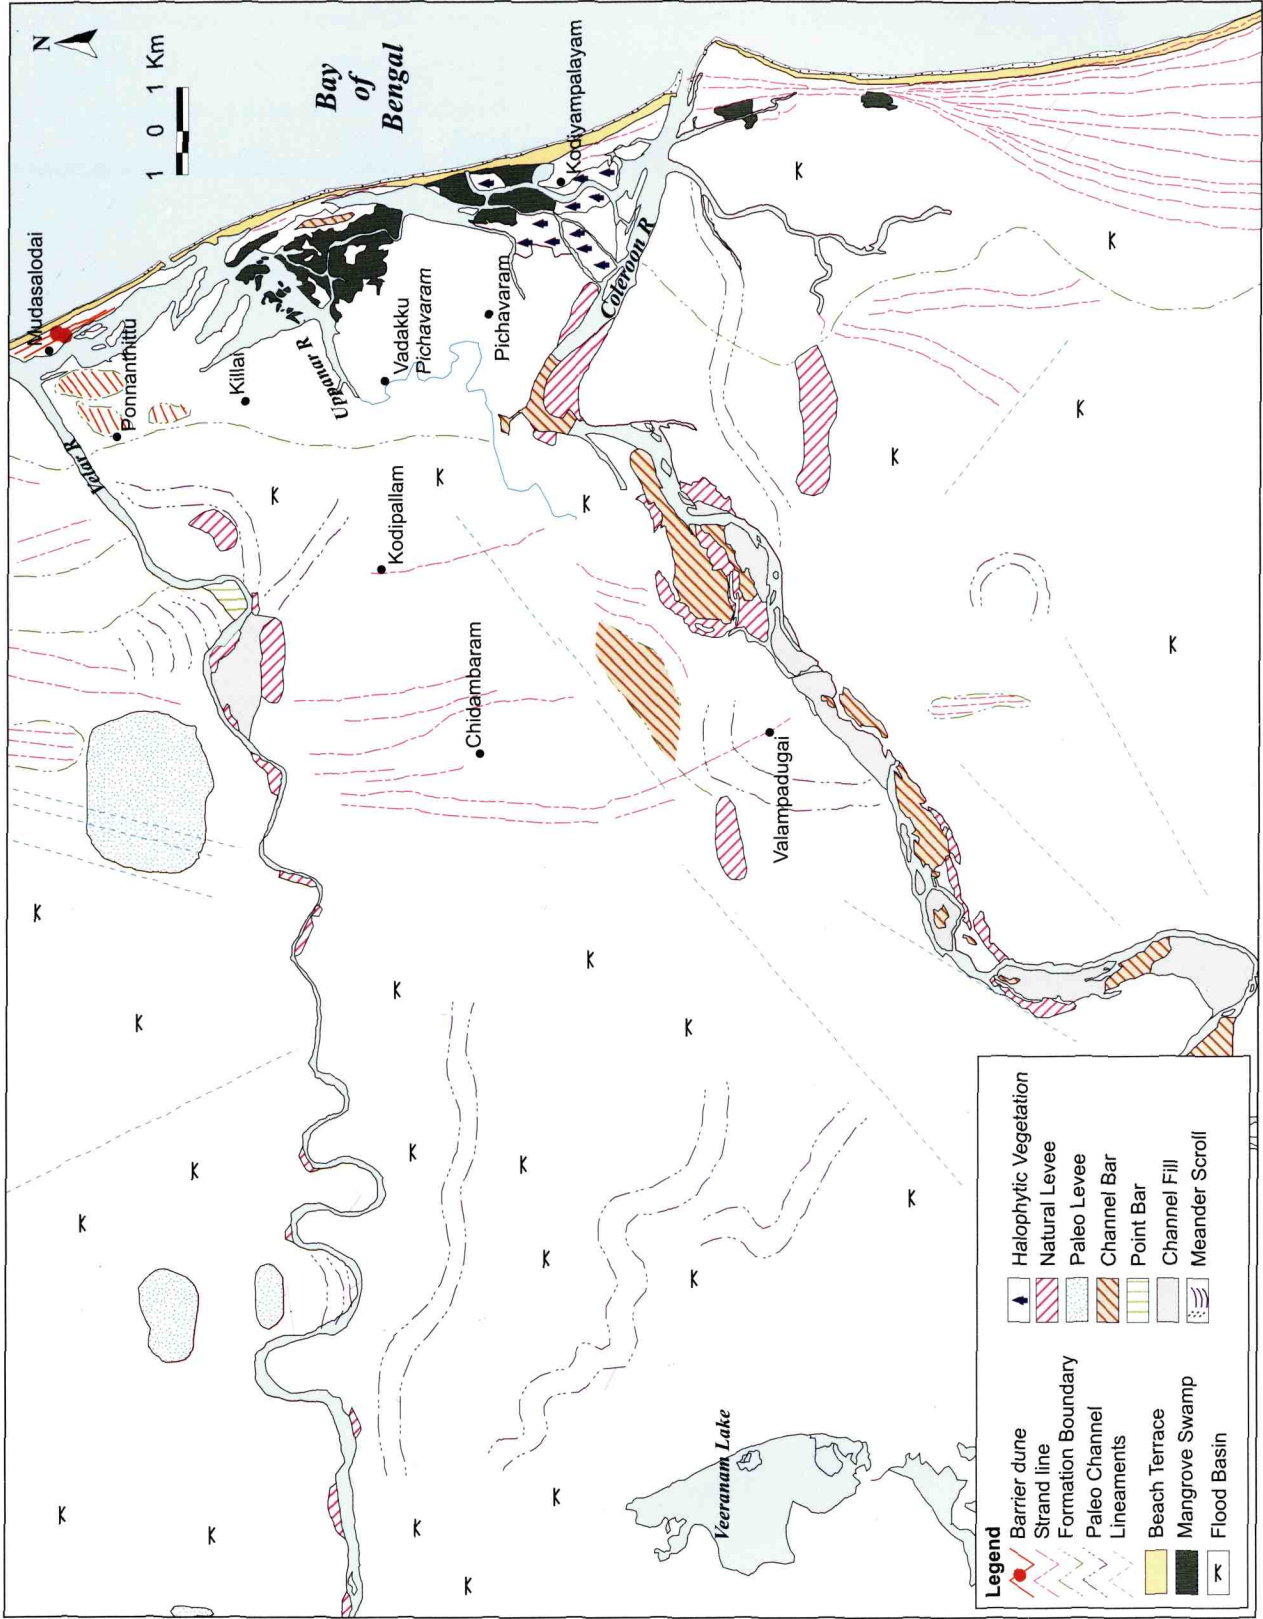 N
1 0 1 Km
Bay
of
Bengal
Mudasalodai
Ponnanthittu
Killai
Velar R
Uppanar R
Vadakku
Pichavaram
Pichavaram
Kodiyampalayam
Coleroon R
Kodipallam
Chidambaram
Valampadugai
Veeranam Lake
Legend
Barrier dune
Strand line
Formation Boundary
Paleo Channel
Lineaments
Beach Terrace
Mangrove Swamp
Flood Basin
Halophytic Vegetation
Natural Levee
Paleo Levee
Channel Bar
Point Bar
Channel Fill
Meander Scroll